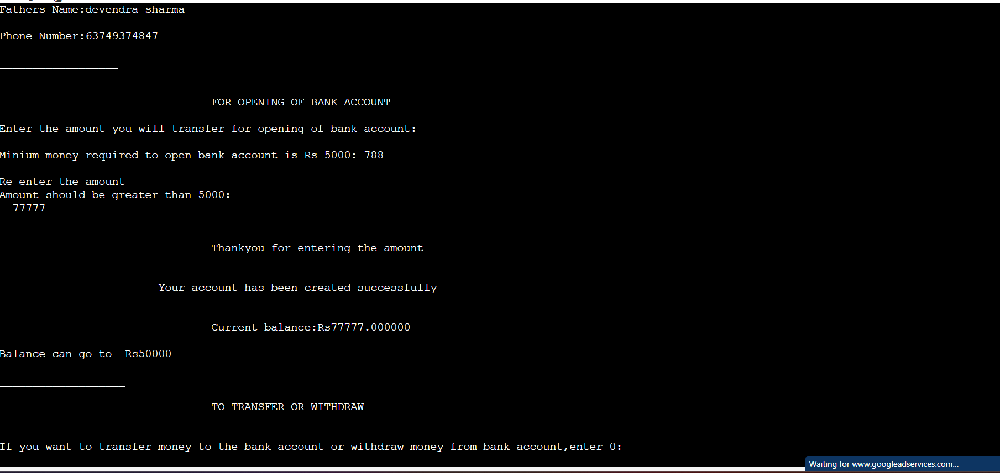 Fathers Name:devendra sharma
Phone Number:63749374847
FOR OPENING OF BANK ACCOUNT
Enter the amount you will transfer for opening of bank account:
Minium money required to open bank account is Rs 5000: 788
Re enter the amount
Amount should be greater than 5000:
77777
Thankyou for entering the amount
Your account has been created successfully
Current balance:Rs77777.000000
Balance can go to -Rs50000
TO TRANSFER OR WITHDRAW
If you want to transfer money to the bank account or withdraw money from bank account,enter 0:
Waiting for www.googleadservices.com...